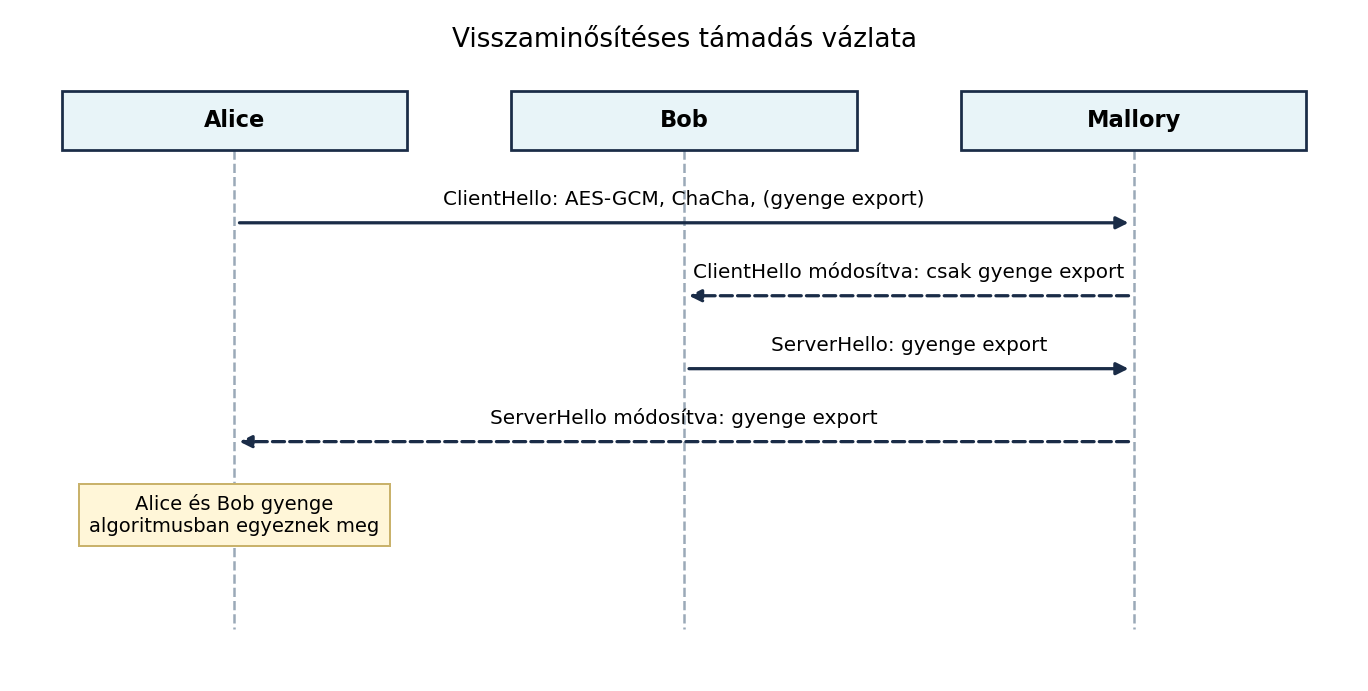 Visszaminősítéses támadás vázlata
Alice
Bob
Mallory
ClientHello: AES-GCM, ChaCha, (gyenge export)
ClientHello módosítva: csak gyenge export
ServerHello: gyenge export
ServerHello módosítva: gyenge export
Alice és Bob gyenge
algoritmusban egyeznek meg